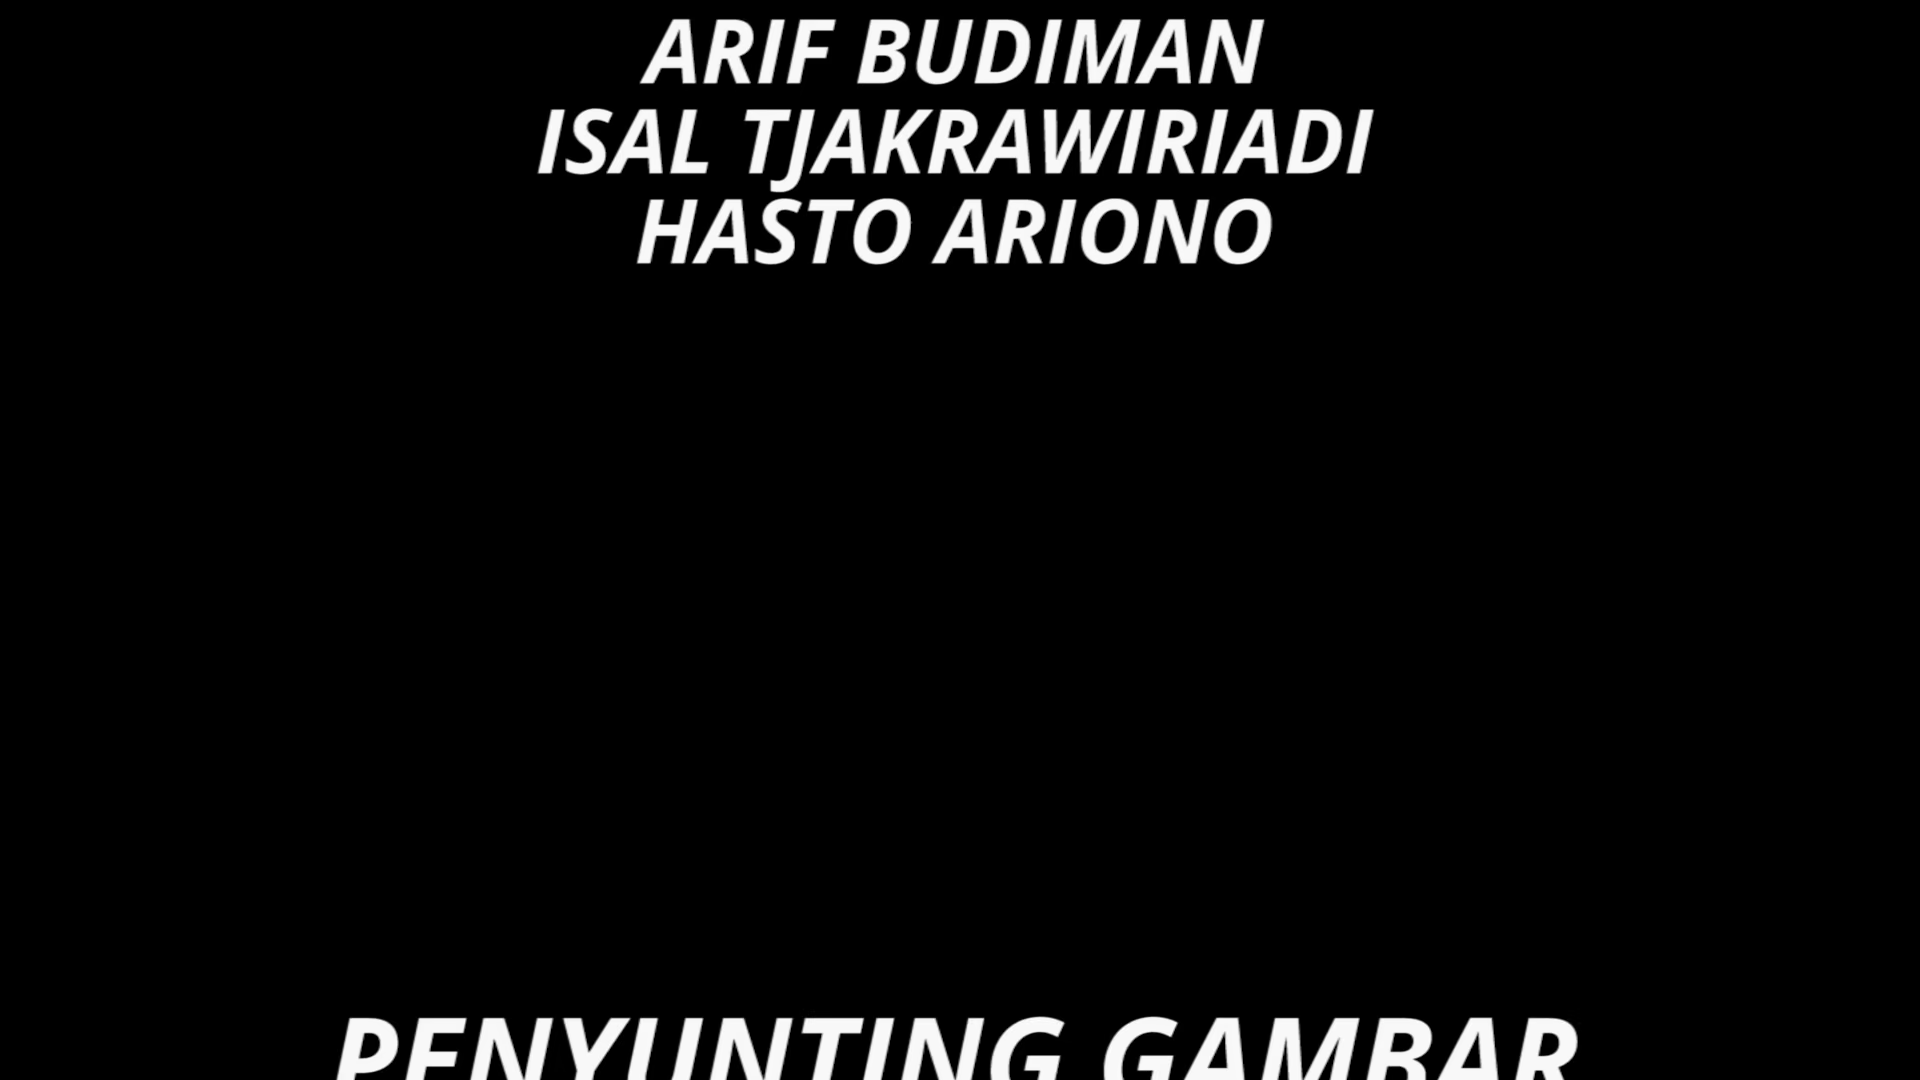 ARIF BUDIMAN
ISAL TJAKRAWIRIADI
HASTO ARIONO
PENYUNTING GAMBAR